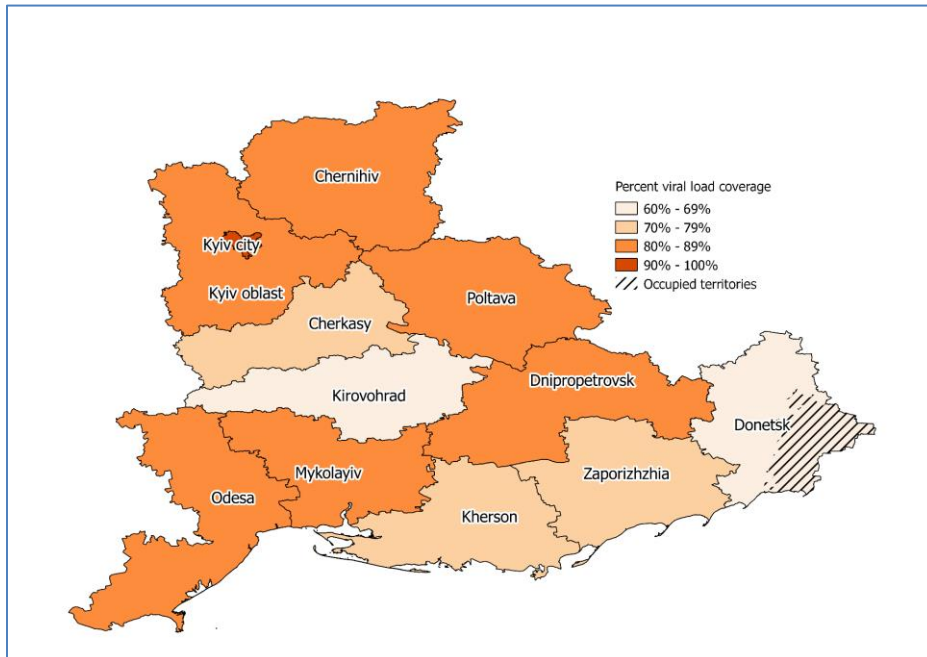 Chernihiv
Percent viral load coverage
60% - 69%
70% - 79%
80% - 89%
90% - 100%
Occupied territories
Kyiv city
Kyiv oblast
Poltava
Cherkasy
Dnipropetrovsk
Kirovohrad
Donetsk
Mykolayiv
Zaporizhzhia
Odesa
Kherson